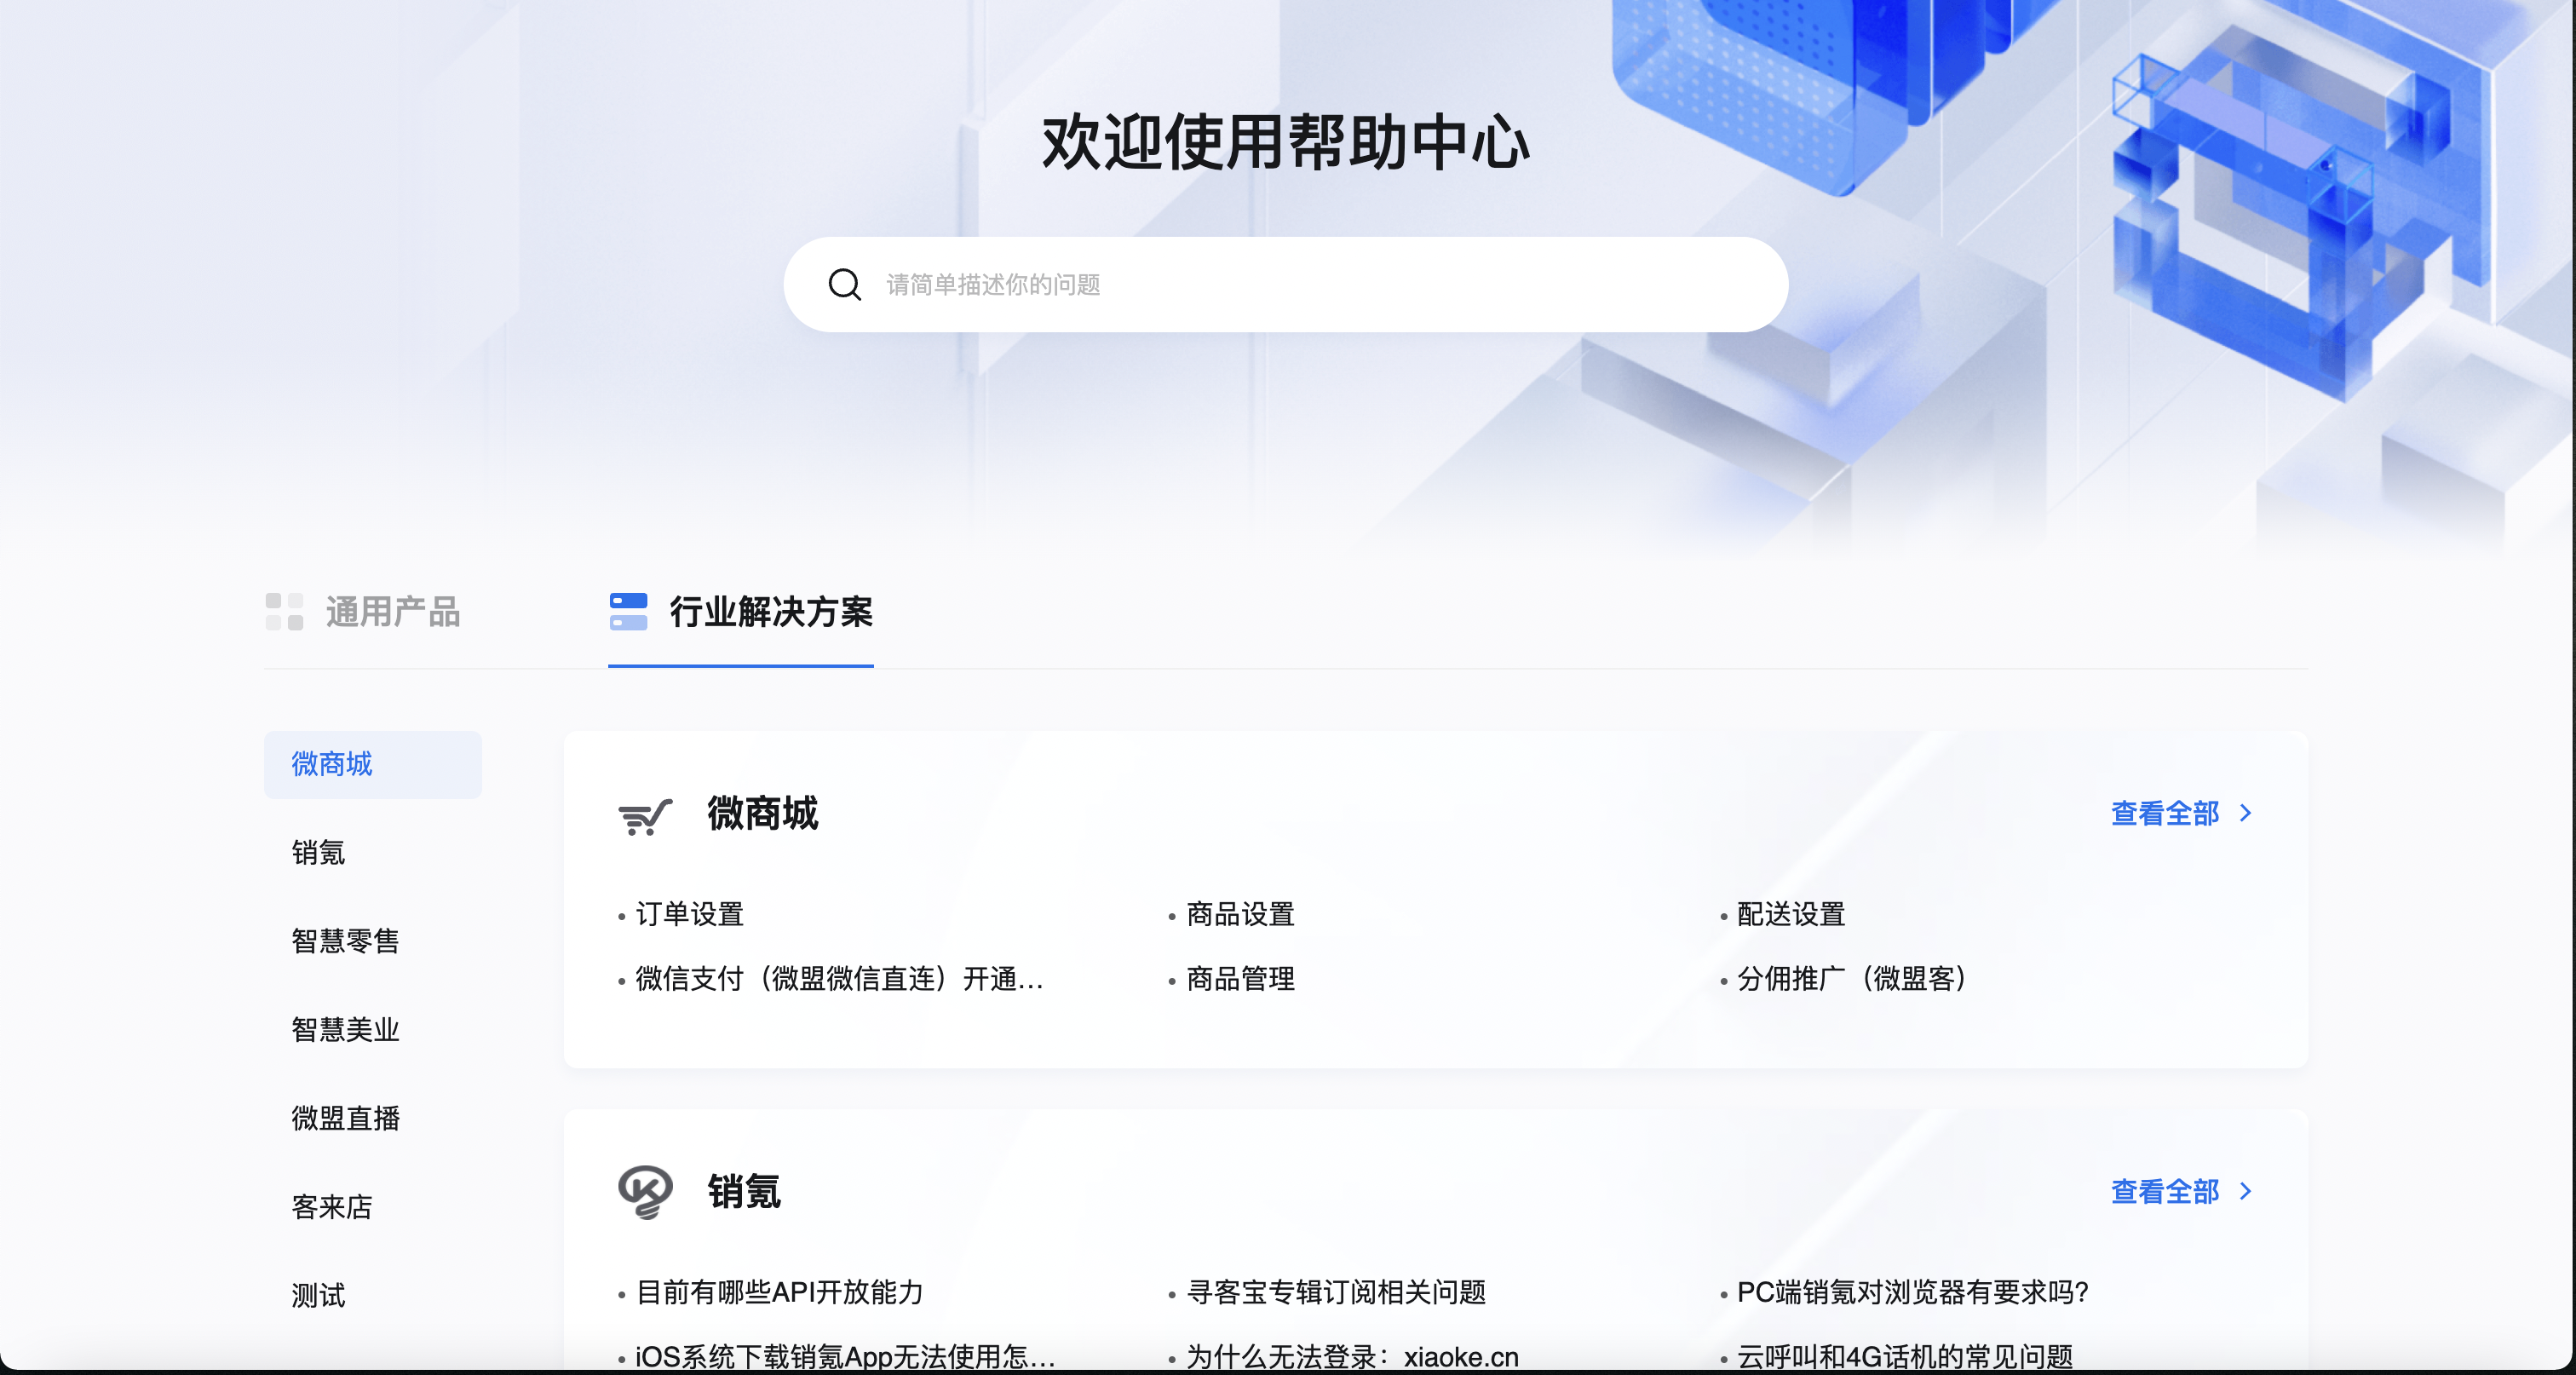 欢迎使用帮助中心
请简单描述你的问题
通用产品
行业解决方案
微商城
销氪
智慧零售
智慧美业
微盟直播
客来店
测试
微商城
查看全部
订单设置
商品设置
配送设置
微信支付（微盟微信直连）开通...
商品管理
分佣推广（微盟客）
销氪
查看全部
目前有哪些API开放能力
寻客宝专辑订阅相关问题
PC端销氪对浏览器有要求吗?
iOS系统下载销氪App无法使用怎...
为什么无法登录：xiaoke.cn
云呼叫和4G话机的常见问题